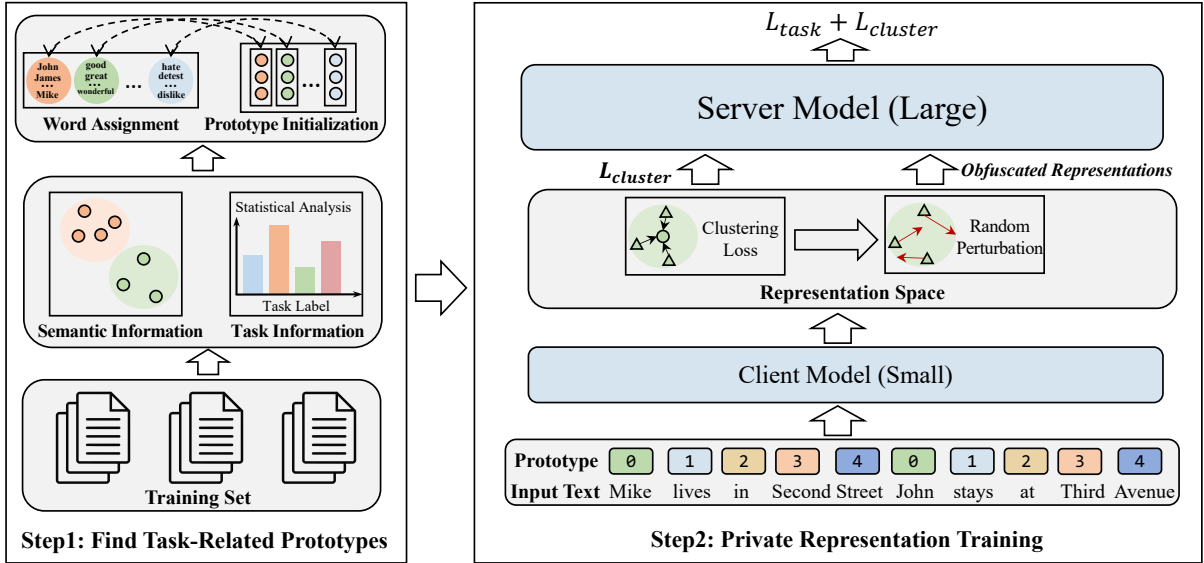 John
James
...
Mike
good
great
...
wonderful
...
hate
detest
...
dislike
...
Word Assignment
Prototype Initialization
Statistical Analysis
Task Label
Semantic Information
Task Information
Training Set
Step1: Find Task-Related Prototypes
L_task + L_cluster
Server Model (Large)
L_cluster
Obfuscated Representations
Clustering
Loss
Random
Perturbation
Representation Space
Client Model (Small)
Prototype 0 1 2 3 4 0 1 2 3 4
Input Text Mike lives in Second Street John stays at Third Avenue
Step2: Private Representation Training